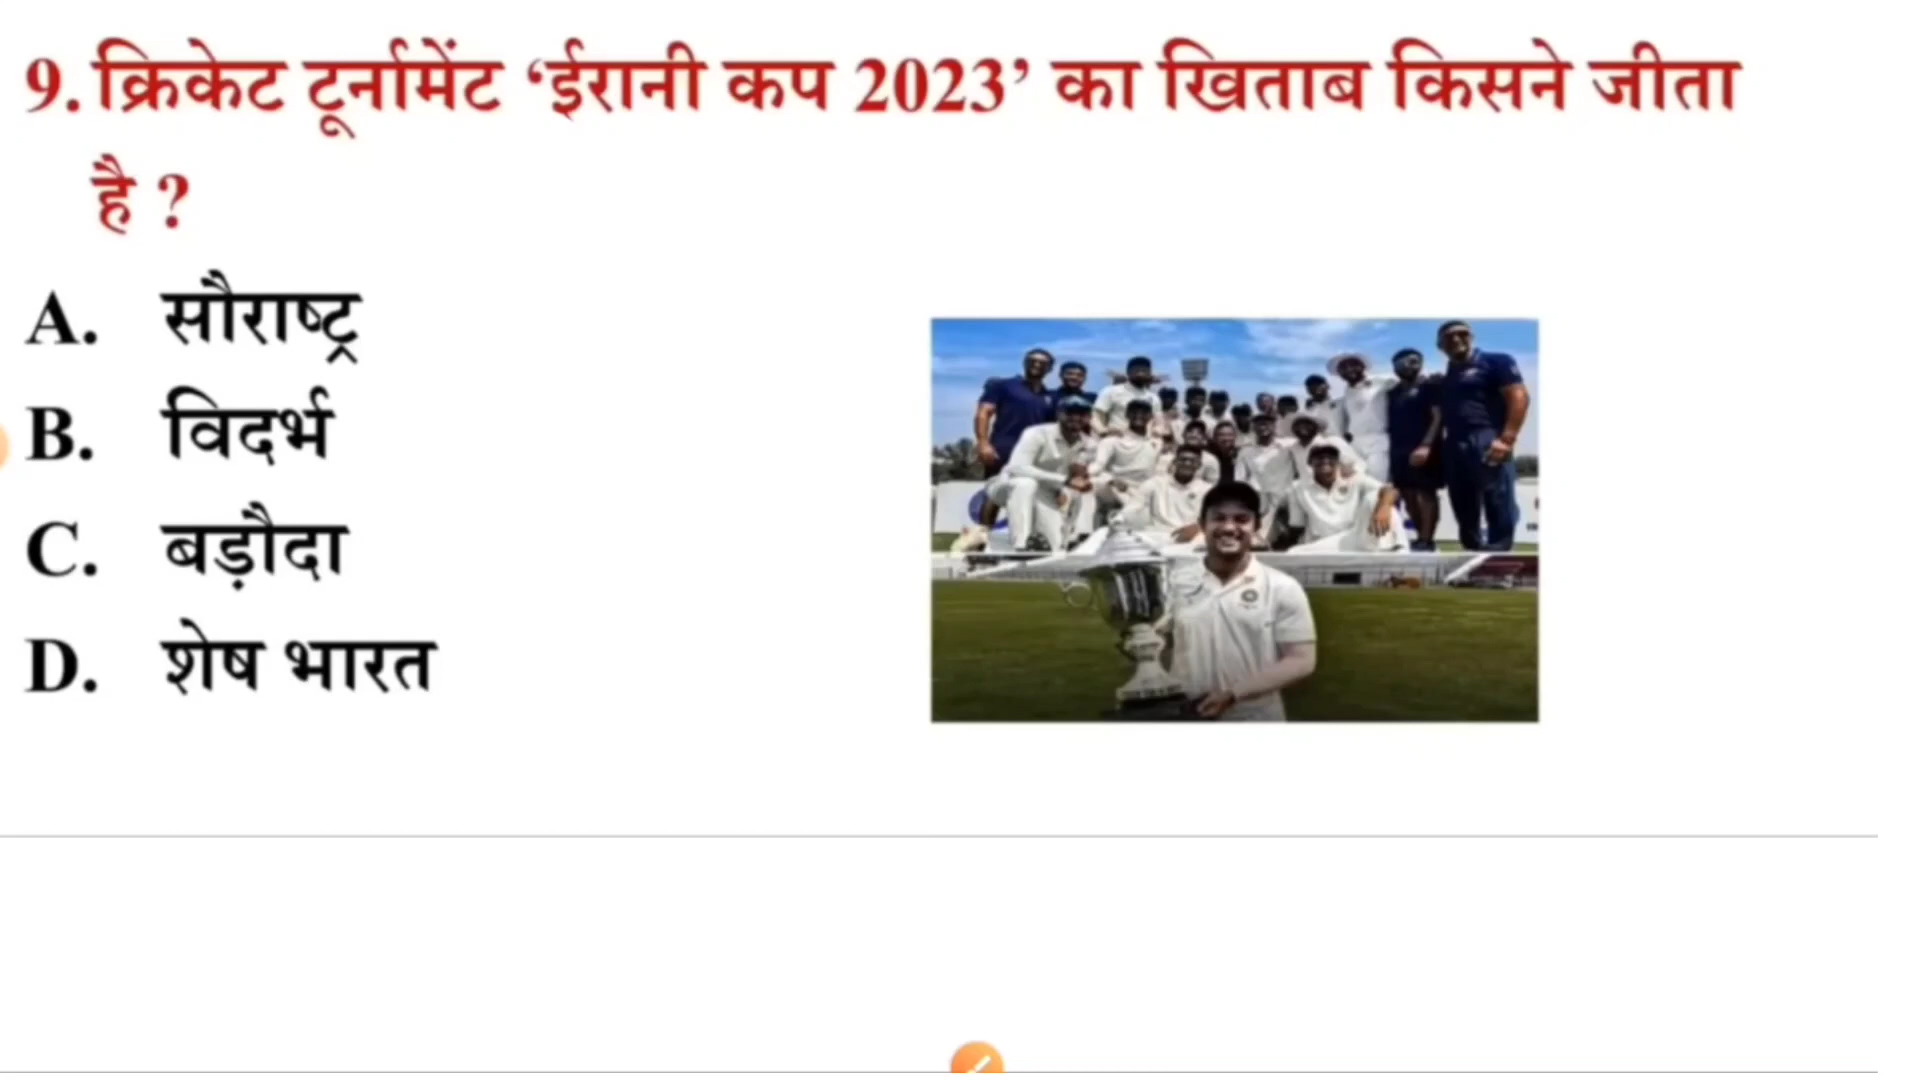 9. क्रिकेट टूर्नामेंट ‘ईरानी कप 2023’ का खिताब किसने जीता
है ?
A. सौराष्ट्र
B. विदर्भ
C. बड़ौदा
D. शेष भारत